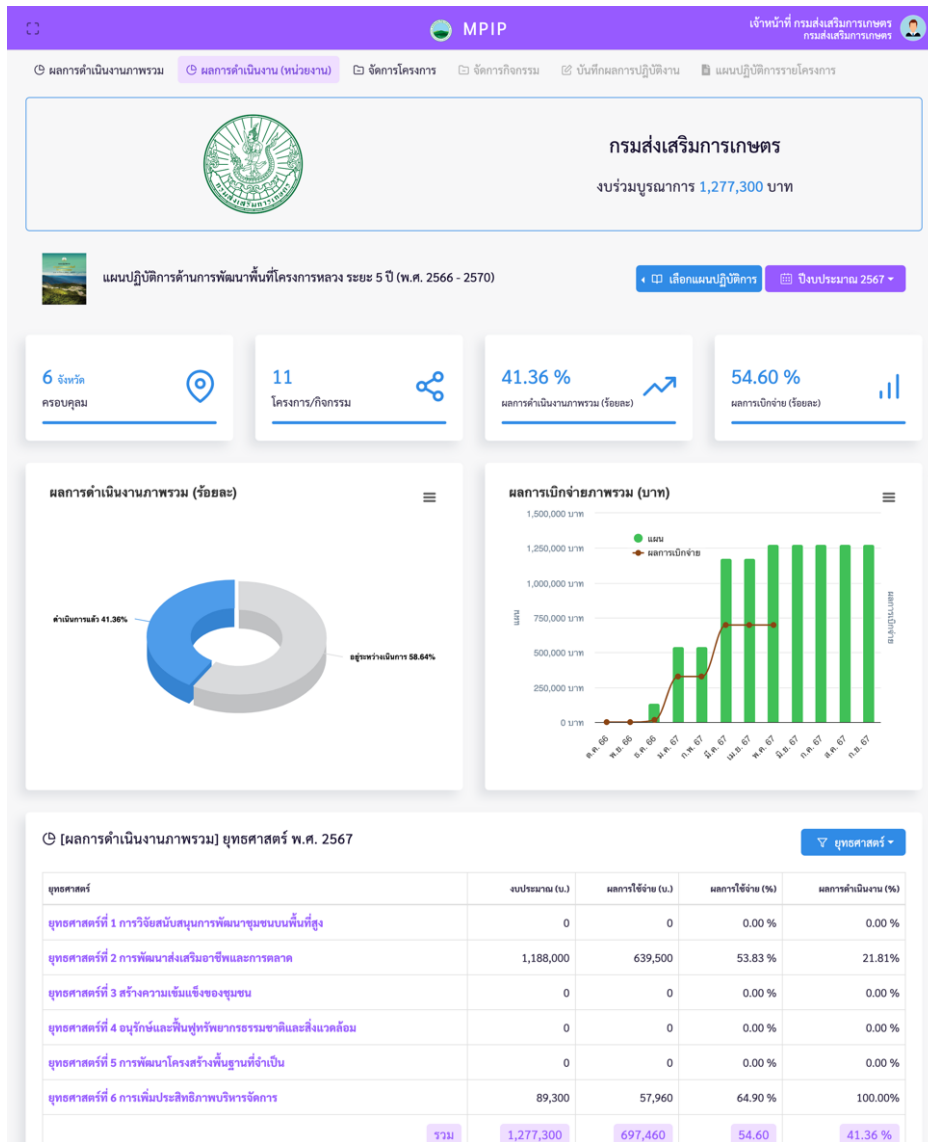 MPIP
เจ้าหน้าที่ กรมส่งเสริมการเกษตร
กรมส่งเสริมการเกษตร
ผลการดำเนินงานภาพรวม
ผลการดำเนินงาน (หน่วยงาน)
จัดการโครงการ
จัดการกิจกรรม
บันทึกผลการปฏิบัติงาน
แผนปฏิบัติการรายโครงการ
กรมส่งเสริมการเกษตร
กรมส่งเสริมการเกษตร
งบร่วมบูรณาการ 1,277,300 บาท
แผนปฏิบัติการด้านการพัฒนาพื้นที่โครงการหลวง ระยะ 5 ปี (พ.ศ. 2566 - 2570)
เลือกแผนปฏิบัติการ
ปีงบประมาณ 2567
6 จังหวัด
ครอบคุลม
11
โครงการ/กิจกรรม
41.36 %
ผลการดำเนินงานภาพรวม (ร้อยละ)
54.60 %
ผลการเบิกจ่าย (ร้อยละ)
ผลการดำเนินงานภาพรวม (ร้อยละ)
ดำเนินการแล้ว 41.36%
อยู่ระหว่างเนินการ 58.64%
ผลการเบิกจ่ายภาพรวม (บาท)
1,500,000 บาท
1,250,000 บาท
1,000,000 บาท
750,000 บาท
500,000 บาท
250,000 บาท
0 บาท
แผน
ผลการเบิกจ่าย
แผน
ผลการเบิกจ่าย
ต.ค. 66
พ.ย. 66
ธ.ค. 66
ม.ค. 67
ก.พ. 67
มี.ค. 67
เม.ย. 67
พ.ค. 67
มิ.ย. 67
ก.ค. 67
ส.ค. 67
ก.ย. 67
[ผลการดำเนินงานภาพรวม] ยุทธศาสตร์ พ.ศ. 2567
ยุทธศาสตร์
ยุทธศาสตร์ งบประมาณ (บ.) ผลการใช้จ่าย (บ.) ผลการใช้จ่าย (%) ผลการดำเนินงาน (%)
ยุทธศาสตร์ที่ 1 การวิจัยสนับสนุนการพัฒนาชุมชนบนพื้นที่สูง 0 0 0.00 % 0.00 %
ยุทธศาสตร์ที่ 2 การพัฒนาส่งเสริมอาชีพและการตลาด 1,188,000 639,500 53.83 % 21.81%
ยุทธศาสตร์ที่ 3 สร้างความเข้มแข็งของชุมชน 0 0 0.00 % 0.00 %
ยุทธศาสตร์ที่ 4 อนุรักษ์และฟื้นฟูทรัพยากรธรรมชาติและสิ่งแวดล้อม 0 0 0.00 % 0.00 %
ยุทธศาสตร์ที่ 5 การพัฒนาโครงสร้างพื้นฐานที่จำเป็น 0 0 0.00 % 0.00 %
ยุทธศาสตร์ที่ 6 การเพิ่มประสิทธิภาพบริหารจัดการ 89,300 57,960 64.90 % 100.00%
รวม 1,277,300 697,460 54.60 41.36 %